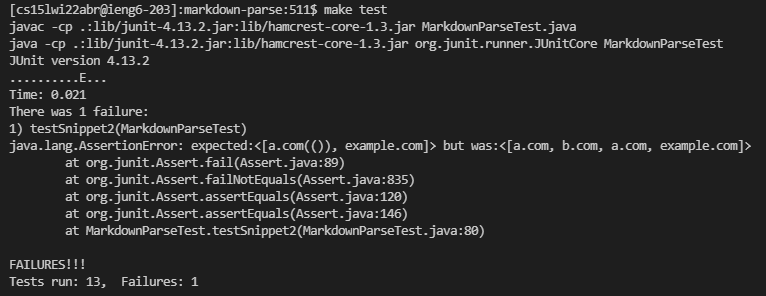 [cs15lwi22abr@ieng6-203]:markdown-parse:511$ make test
javac -cp .:lib/junit-4.13.2.jar:lib/hamcrest-core-1.3.jar MarkdownParseTest.java
java -cp .:lib/junit-4.13.2.jar:lib/hamcrest-core-1.3.jar org.junit.runner.JUnitCore MarkdownParseTest
JUnit version 4.13.2
..........E...
Time: 0.021
There was 1 failure:
1) testSnippet2(MarkdownParseTest)
java.lang.AssertionError: expected:<[a.com(()), example.com]> but was:<[a.com, b.com, a.com, example.com]>
        at org.junit.Assert.fail(Assert.java:89)
        at org.junit.Assert.failNotEquals(Assert.java:835)
        at org.junit.Assert.assertEquals(Assert.java:120)
        at org.junit.Assert.assertEquals(Assert.java:146)
        at MarkdownParseTest.testSnippet2(MarkdownParseTest.java:80)

FAILURES!!!
Tests run: 13,  Failures: 1